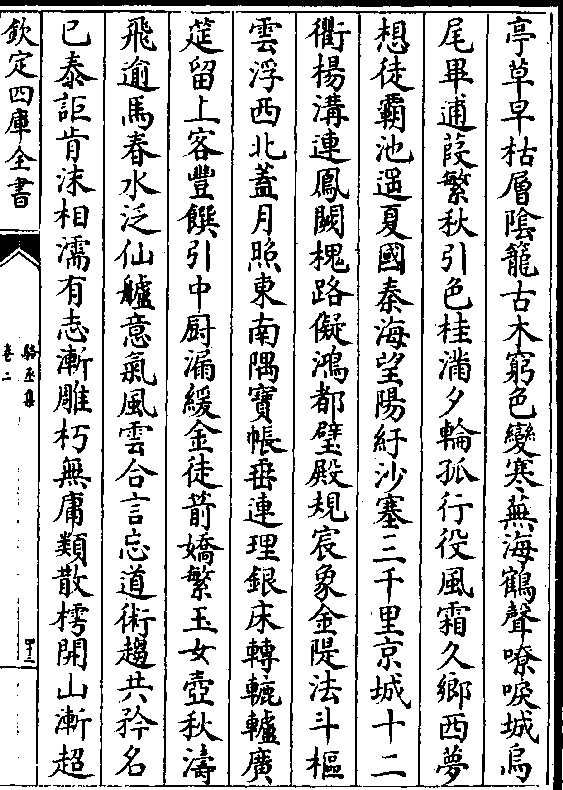 亭草早枯層陰籠古木窮色變寒蕪海鶴聲嘹唳城烏
尾畢逋葭繁秋引色桂滿夕輪孤行役風霜久鄉西夢
想徒霸池遥夏國秦海望陽紆沙塞三千里京城十二
衢楊溝連鳳闕槐路儗鴻都璧殿規宸象金隄法斗樞
雲浮西北蓋月照東南隅寶帳垂連理銀床轉轆轤廣
筵留上客豐饌引中厨漏緩金徒箭嬌繁玉女壺秋濤
飛逾馬春水泛仙艫意氣風雲合言忘道術趨共矜名
已泰詎肯沫相濡有志漸雕朽無庸類散樗開山漸超
欽定四庫全書
駱丞集
卷二
四十三